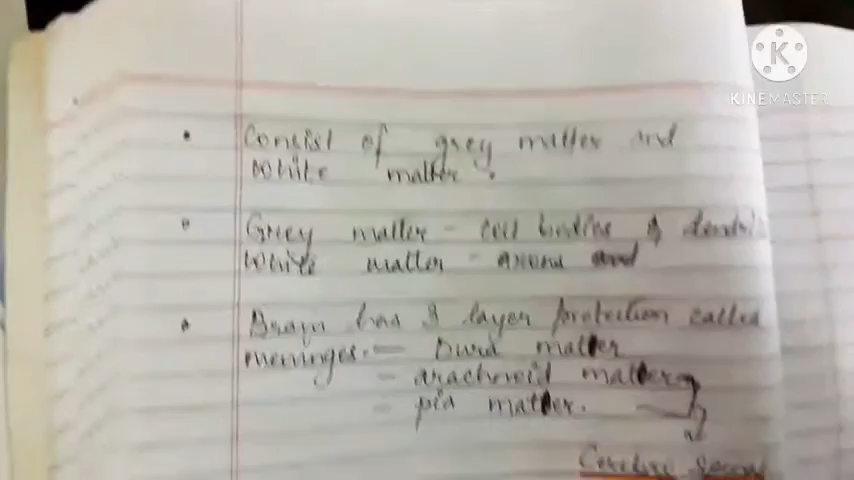 KINEMASTER
Consist of grey matter and
white matter.
Grey matter - cell bodies &
white matter - axons and
Brain has 3 layer protection called
meninges. - Dura matter
- arachnoid matter
- pia matter.